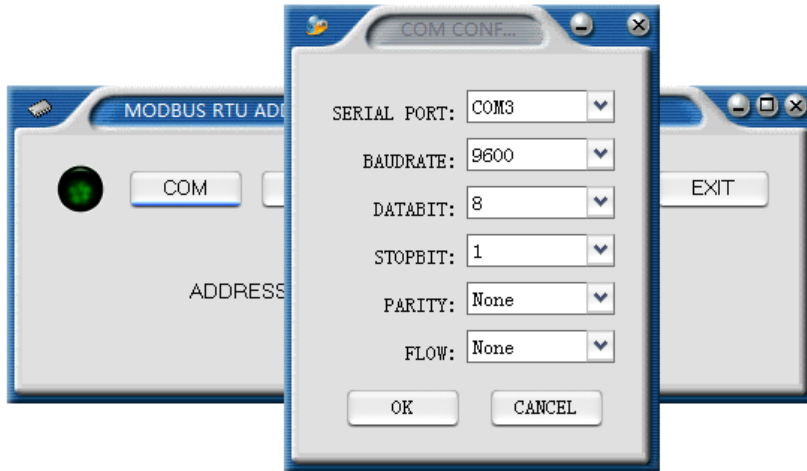 COM CONF...
MODBUS RTU ADD
SERIAL PORT: COM3
BAUDRATE: 9600
DATABIT: 8
STOPBIT: 1
PARITY: None
FLOW: None
OK CANCEL
COM
EXIT
ADDRESS